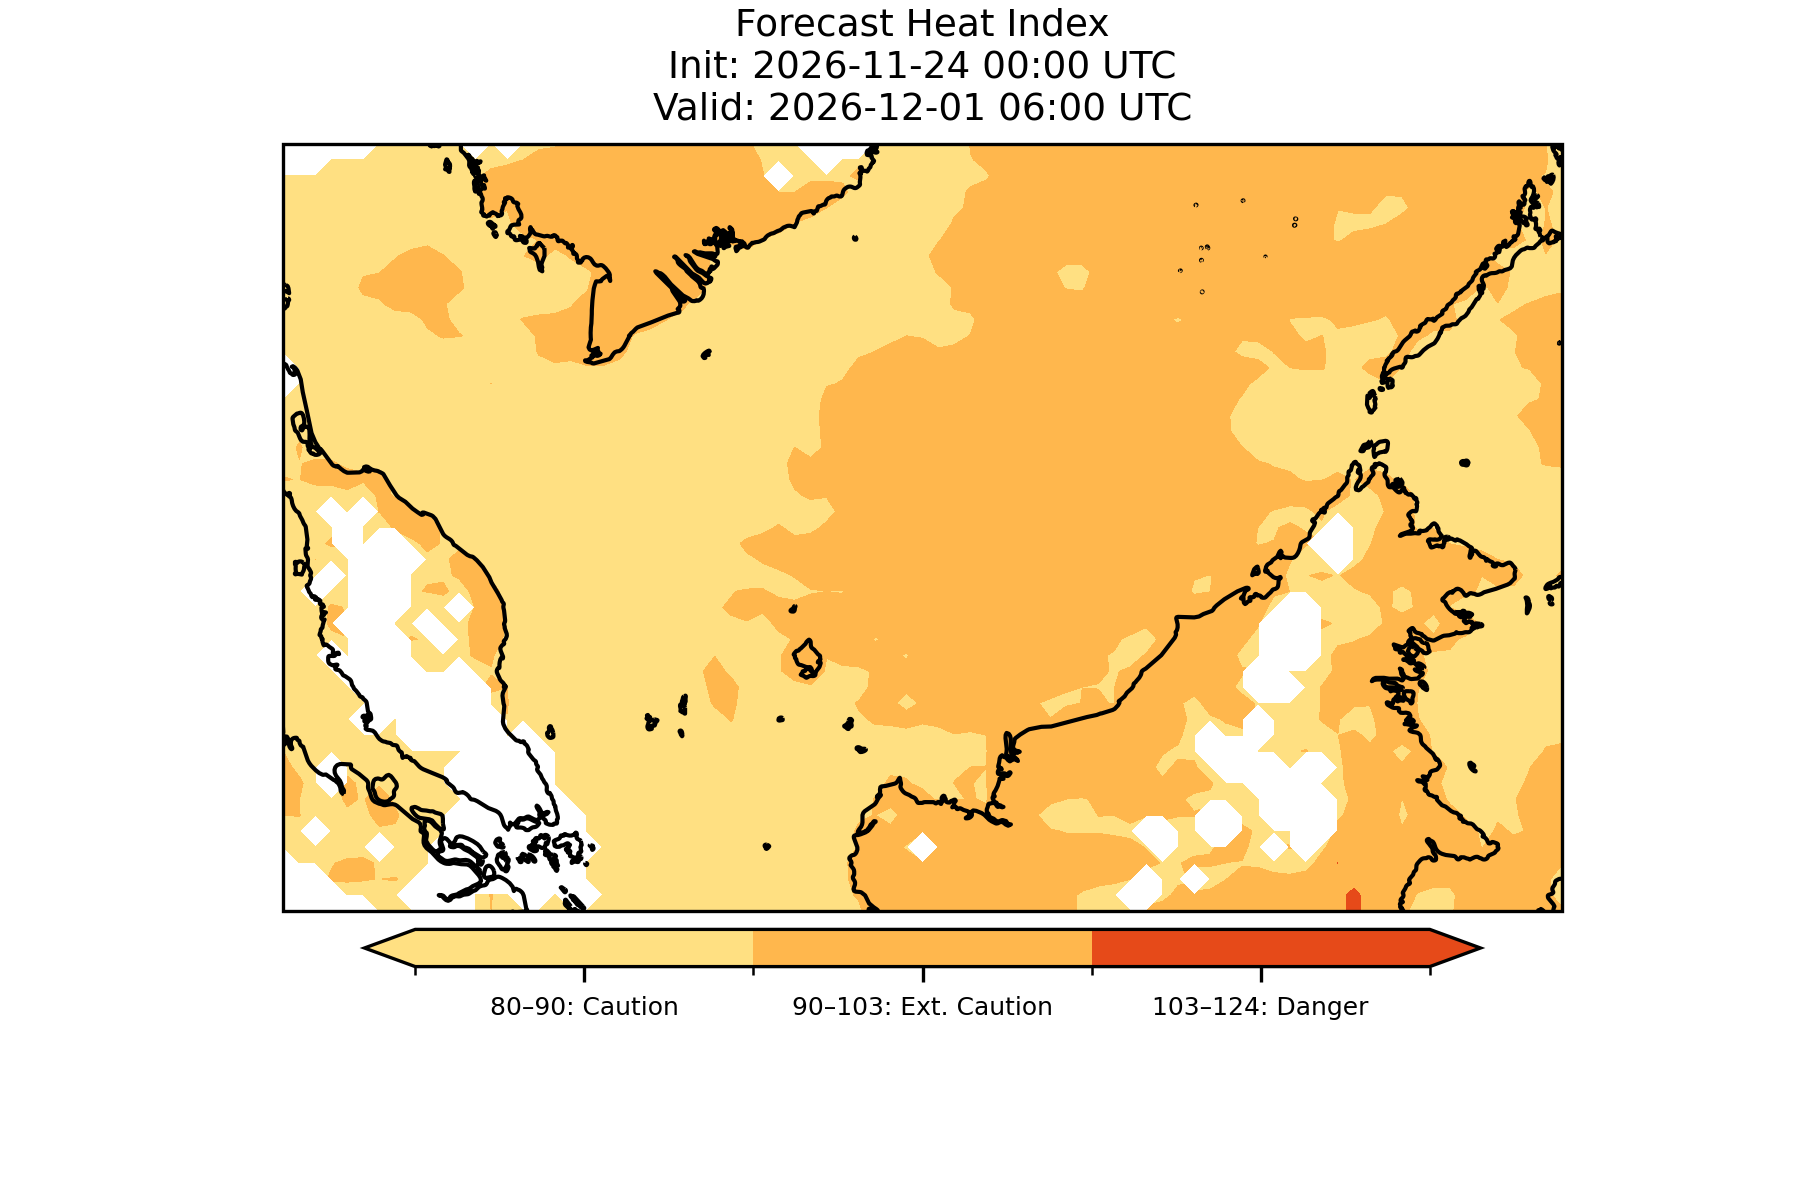 Forecast Heat Index
Init: 2026-11-24 00:00 UTC
Valid: 2026-12-01 06:00 UTC
80–90: Caution
90–103: Ext. Caution
103–124: Danger